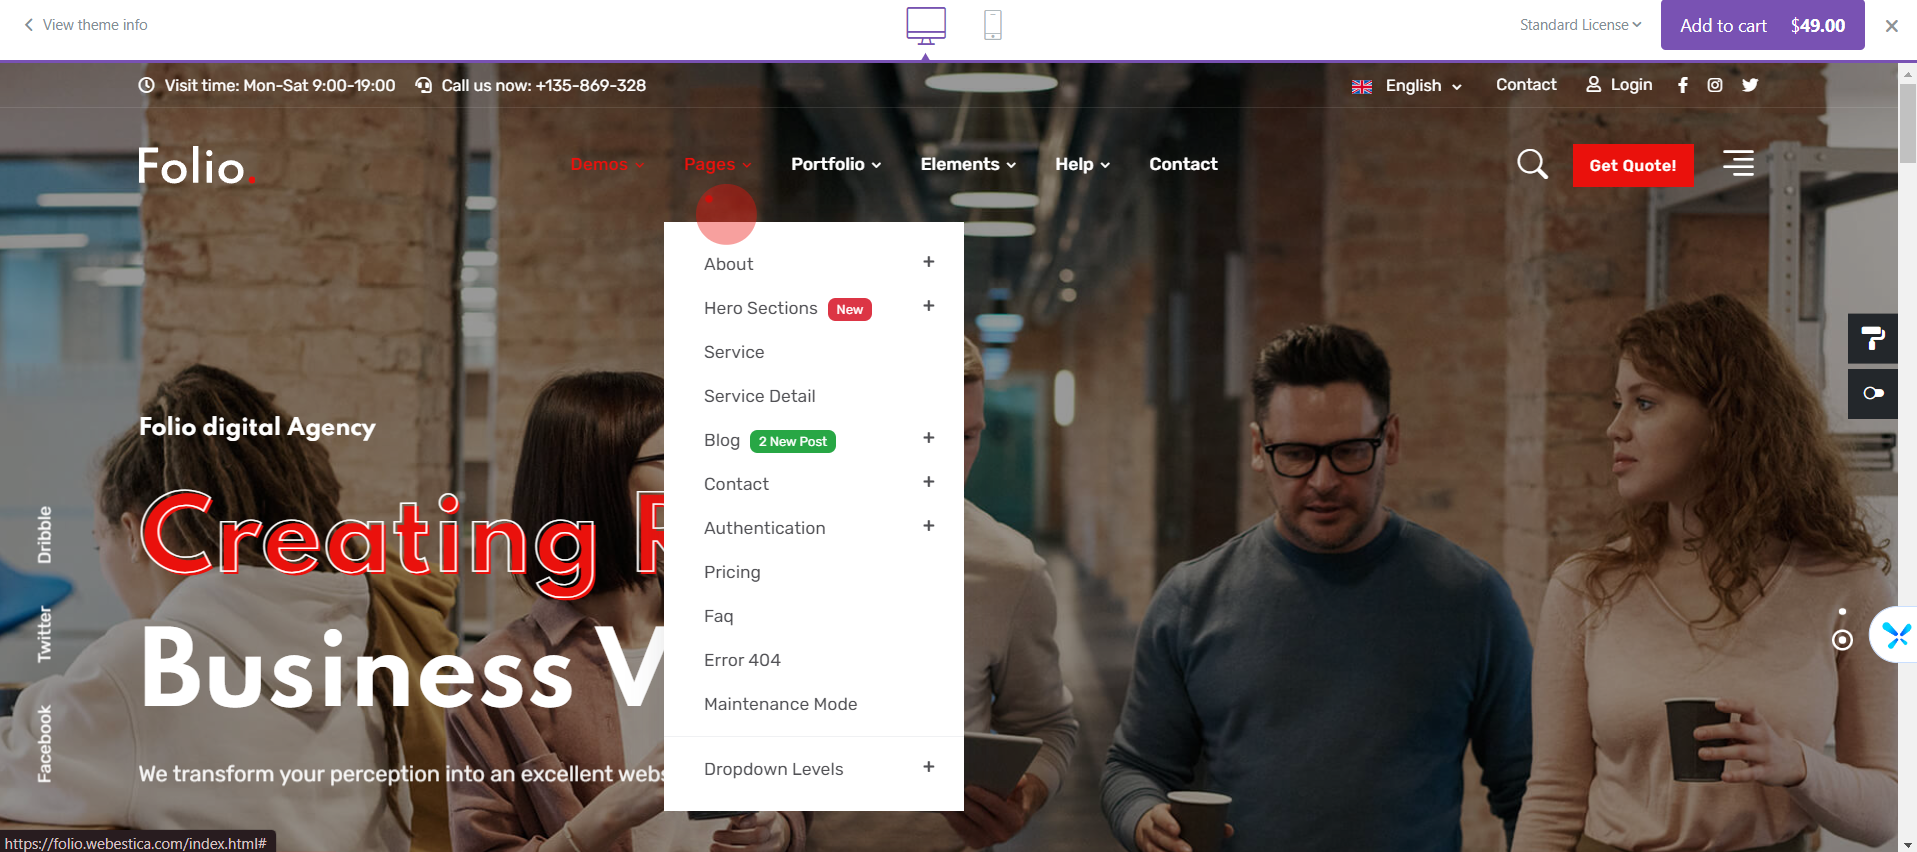 View theme info
Standard License
Add to cart $49.00
Visit time: Mon-Sat 9:00-19:00
Call us now: +135-869-328
English
Contact
Login
Folio.
Demos
Pages
Portfolio
Elements
Help
Contact
Get Quote!
About
Hero Sections New
Service
Service Detail
Blog 2 New Post
Contact
Authentication
Pricing
Faq
Error 404
Maintenance Mode
Dropdown Levels
Folio digital Agency
Creating
Business
We transform your perception into an excellent
Dribble
Twitter
Facebook
https://folio.webestica.com/index.html#